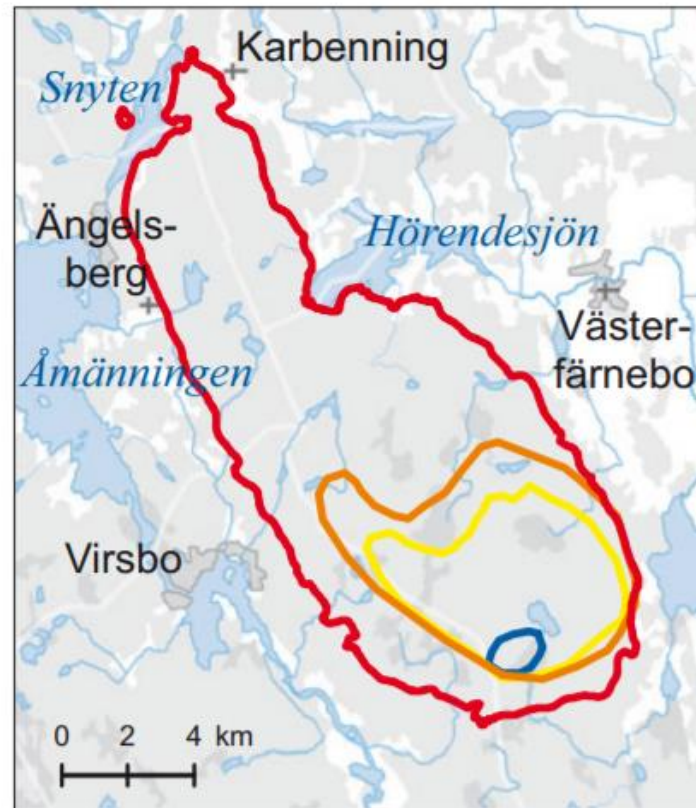 Karbenning
Snyten
Hörendesjön
Ängels-
berg
Väster-
färnebo
Åmänningen
Virsbo
0 2 4 km